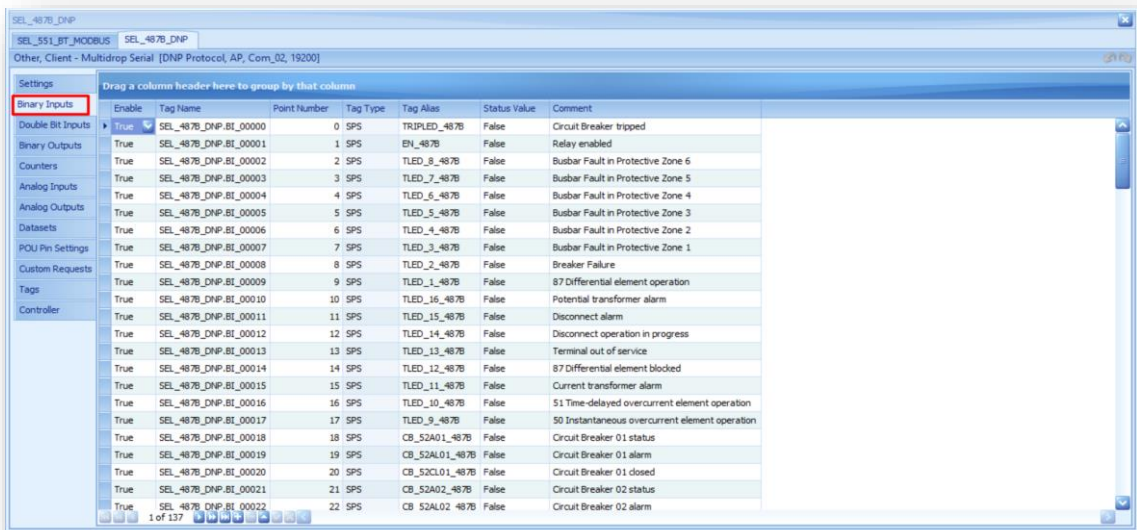 SEL_487B_DNP
SEL_551_BT_MODBUS SEL_487B_DNP
Other, Client - Multidrop Serial [DNP Protocol, AP, Com_02, 19200]
Settings
Binary Inputs
Double Bit Inputs
Binary Outputs
Counters
Analog Inputs
Analog Outputs
Datasets
POU Pin Settings
Custom Requests
Tags
Controller
Drag a column header here to group by that column
Enable Tag Name Point Number Tag Type Tag Alias Status Value Comment
True SEL_487B_DNP.BI_00000 0 SPS TRIPLED_487B False Circuit Breaker tripped
True SEL_487B_DNP.BI_00001 1 SPS EN_487B False Relay enabled
True SEL_487B_DNP.BI_00002 2 SPS TLED_8_487B False Busbar Fault in Protective Zone 6
True SEL_487B_DNP.BI_00003 3 SPS TLED_7_487B False Busbar Fault in Protective Zone 5
True SEL_487B_DNP.BI_00004 4 SPS TLED_6_487B False Busbar Fault in Protective Zone 4
True SEL_487B_DNP.BI_00005 5 SPS TLED_5_487B False Busbar Fault in Protective Zone 3
True SEL_487B_DNP.BI_00006 6 SPS TLED_4_487B False Busbar Fault in Protective Zone 2
True SEL_487B_DNP.BI_00007 7 SPS TLED_3_487B False Busbar Fault in Protective Zone 1
True SEL_487B_DNP.BI_00008 8 SPS TLED_2_487B False Breaker Failure
True SEL_487B_DNP.BI_00009 9 SPS TLED_1_487B False 87 Differential element operation
True SEL_487B_DNP.BI_00010 10 SPS TLED_16_487B False Potential transformer alarm
True SEL_487B_DNP.BI_00011 11 SPS TLED_15_487B False Disconnect alarm
True SEL_487B_DNP.BI_00012 12 SPS TLED_14_487B False Disconnect operation in progress
True SEL_487B_DNP.BI_00013 13 SPS TLED_13_487B False Terminal out of service
True SEL_487B_DNP.BI_00014 14 SPS TLED_12_487B False 87 Differential element blocked
True SEL_487B_DNP.BI_00015 15 SPS TLED_11_487B False Current transformer alarm
True SEL_487B_DNP.BI_00016 16 SPS TLED_10_487B False 51 Time-delayed overcurrent element operation
True SEL_487B_DNP.BI_00017 17 SPS TLED_9_487B False 50 Instantaneous overcurrent element operation
True SEL_487B_DNP.BI_00018 18 SPS CB_52A01_487B False Circuit Breaker 01 status
True SEL_487B_DNP.BI_00019 19 SPS CB_52AL01_487B False Circuit Breaker 01 alarm
True SEL_487B_DNP.BI_00020 20 SPS CB_52CL01_487B False Circuit Breaker 01 closed
True SEL_487B_DNP.BI_00021 21 SPS CB_52A02_487B False Circuit Breaker 02 status
True SEL_487B_DNP.BI_00022 22 SPS CB_52AL02_487B False Circuit Breaker 02 alarm
1 of 137